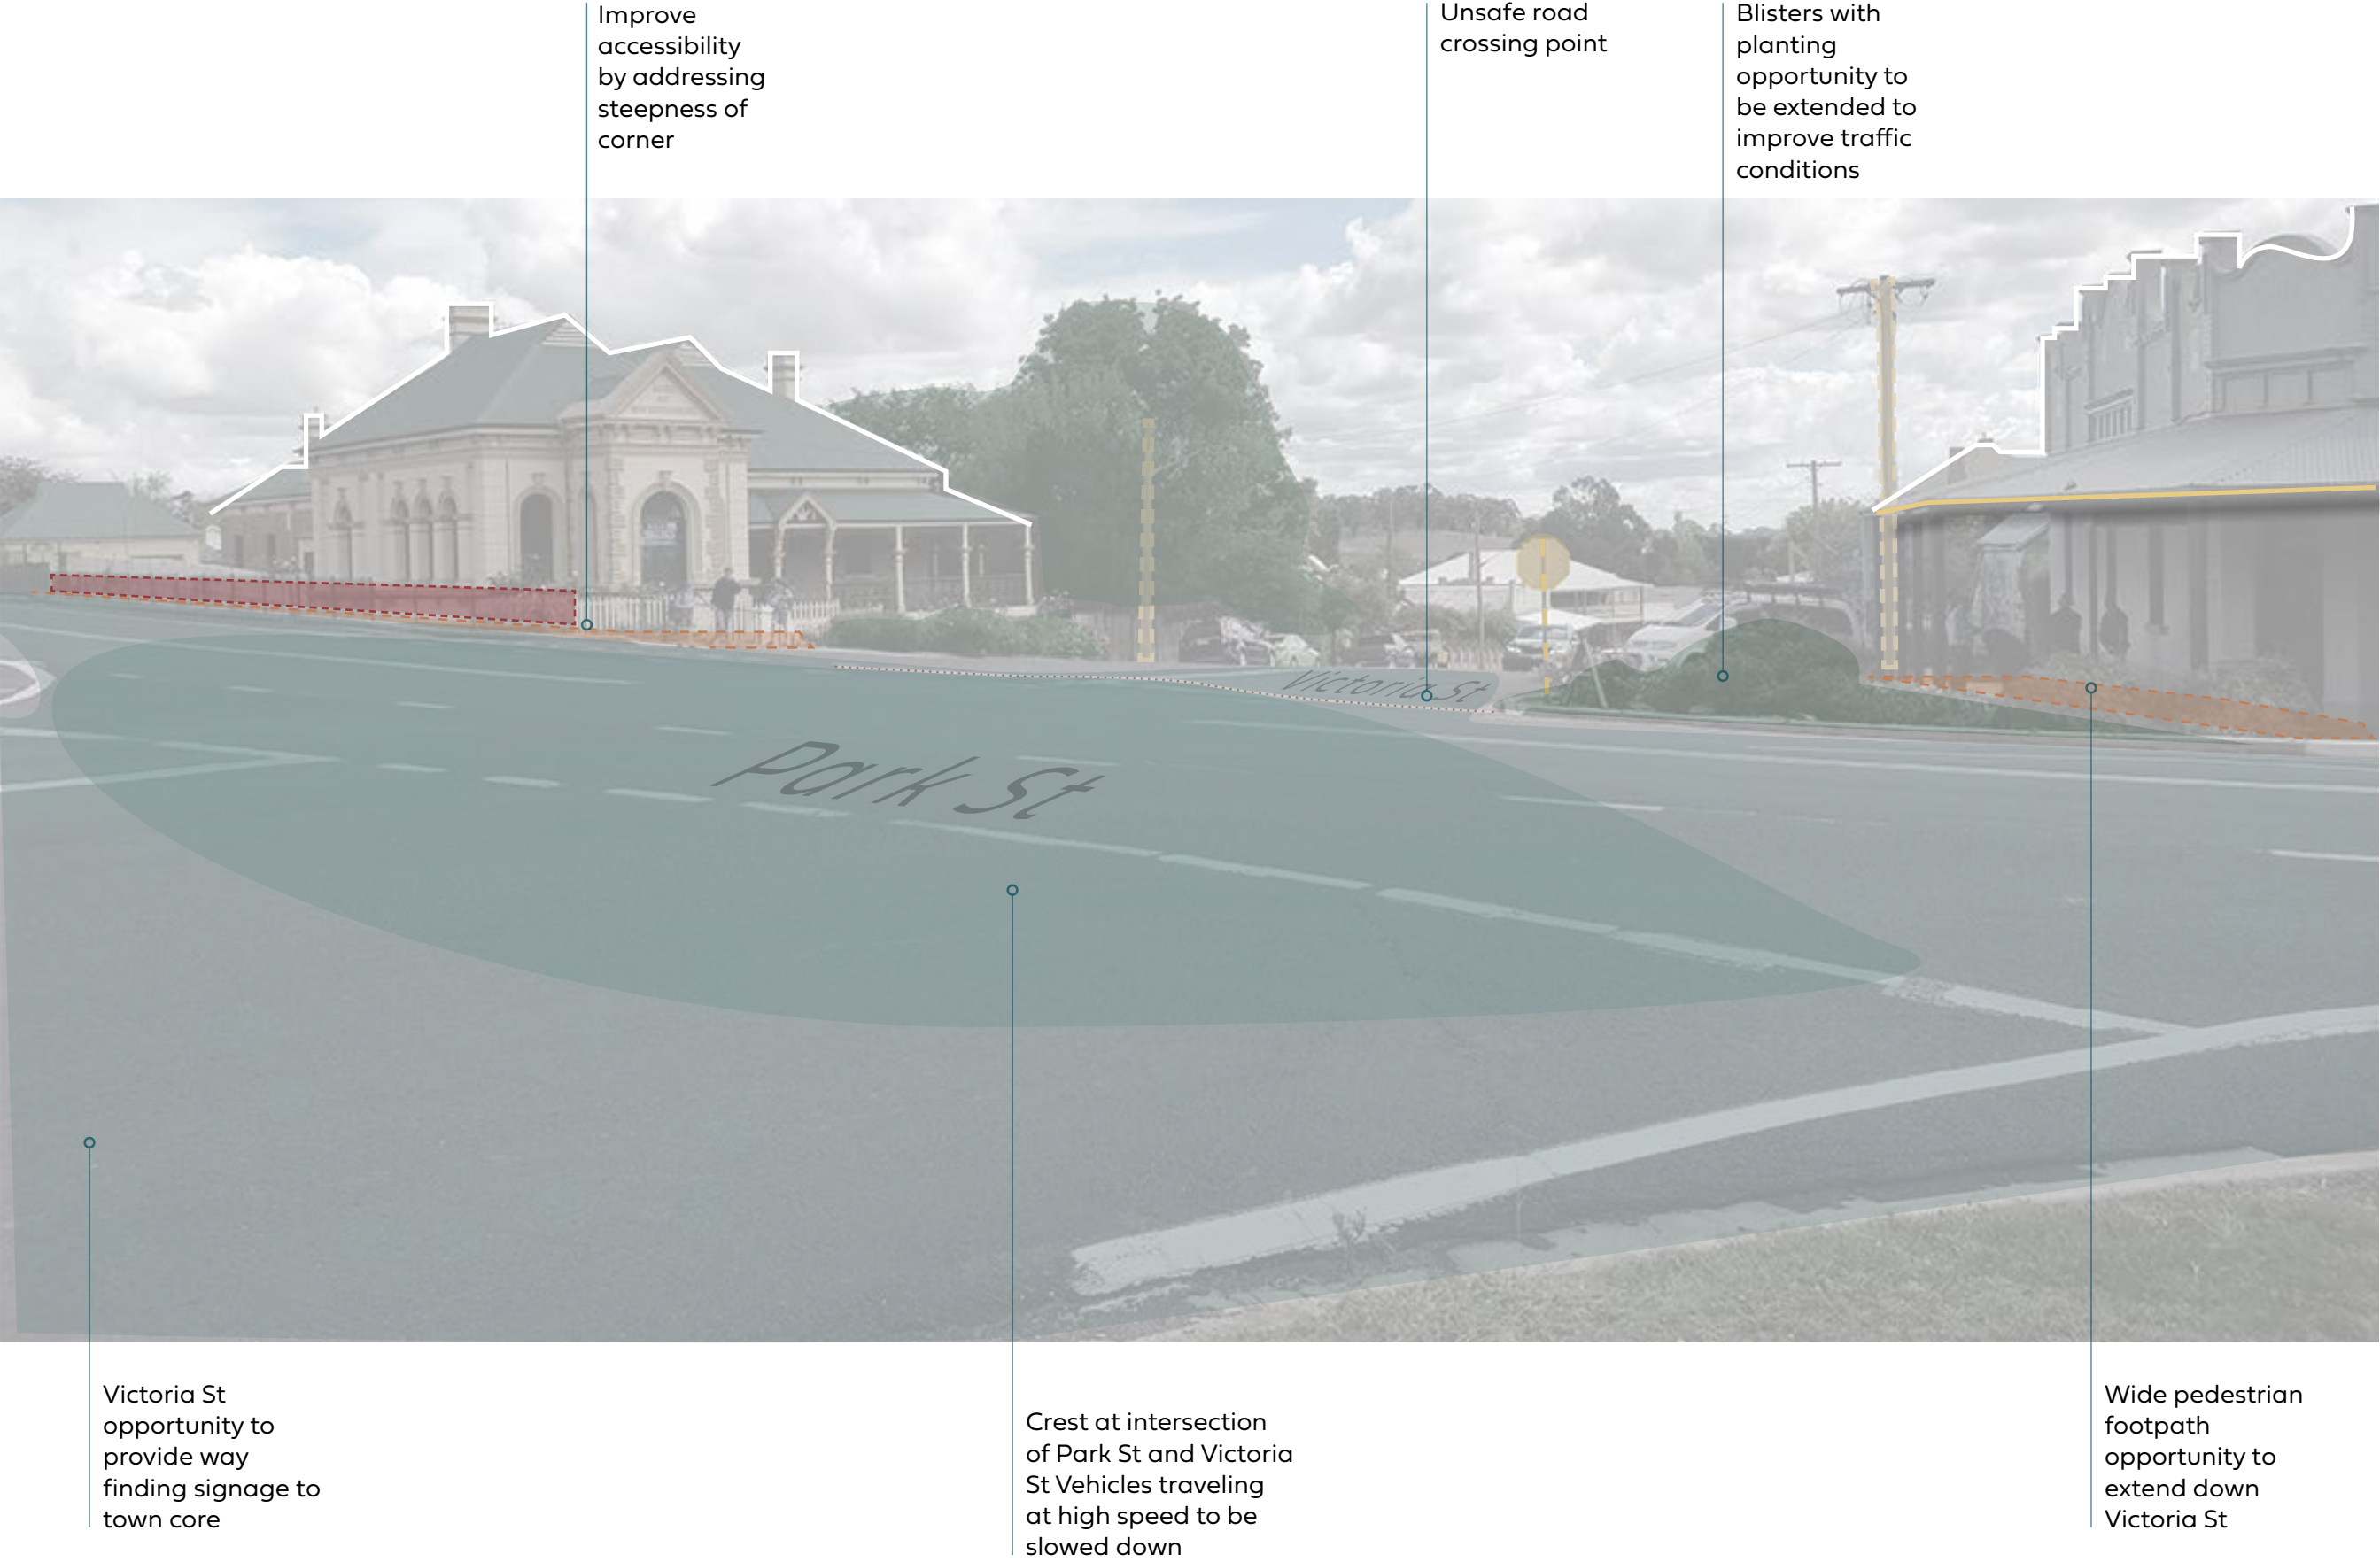 Improve
accessibility
by addressing
steepness of
corner
Unsafe road
crossing point
Blisters with
planting
opportunity to
be extended to
improve traffic
conditions
Victoria St
Park St
Victoria St
opportunity to
provide way
finding signage to
town core
Crest at intersection
of Park St and Victoria
St Vehicles traveling
at high speed to be
slowed down
Wide pedestrian
footpath
opportunity to
extend down
Victoria St